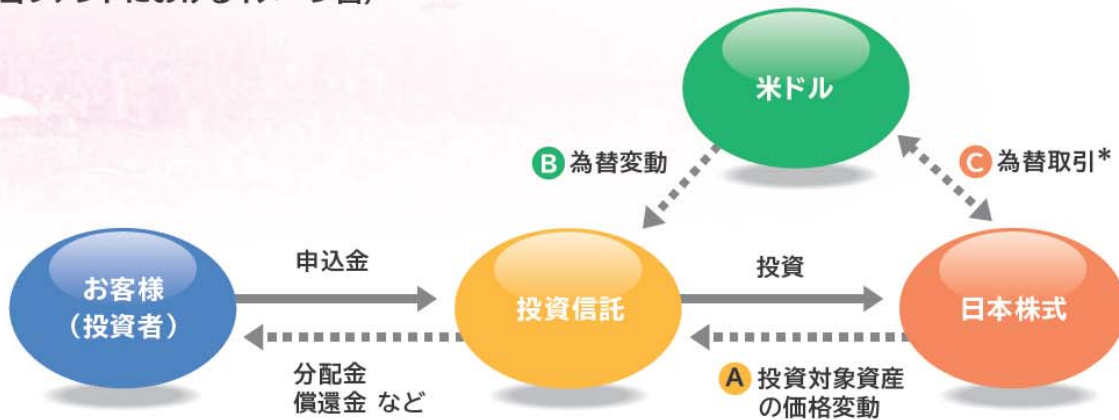 米ドル
B 為替変動
C 為替取引*
申込金
投資
お客様
（投資者）
投資信託
日本株式
分配金
償還金 など
A 投資対象資産
の価格変動